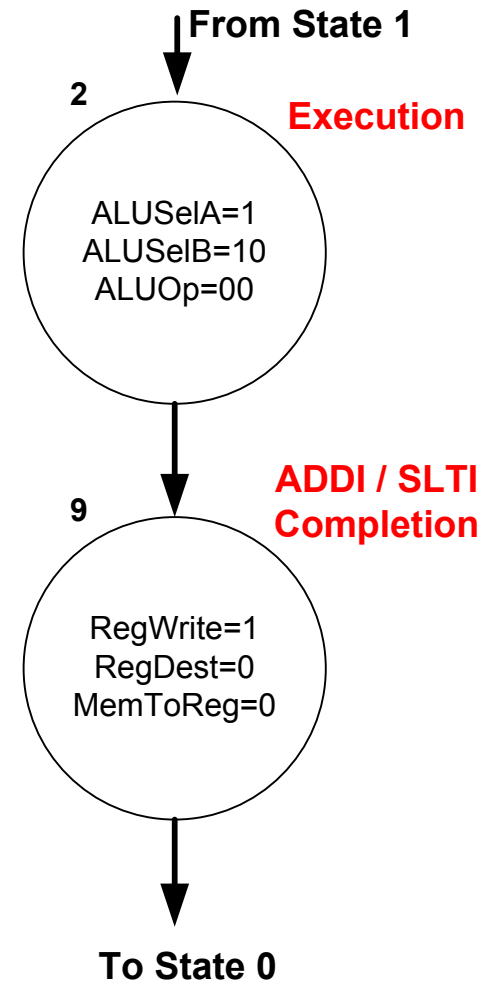 From State 1
2
Execution
ALUSelA=1
ALUSelB=10
ALUOp=00
ADDI / SLTI
Completion
9
RegWrite=1
RegDest=0
MemToReg=0
To State 0